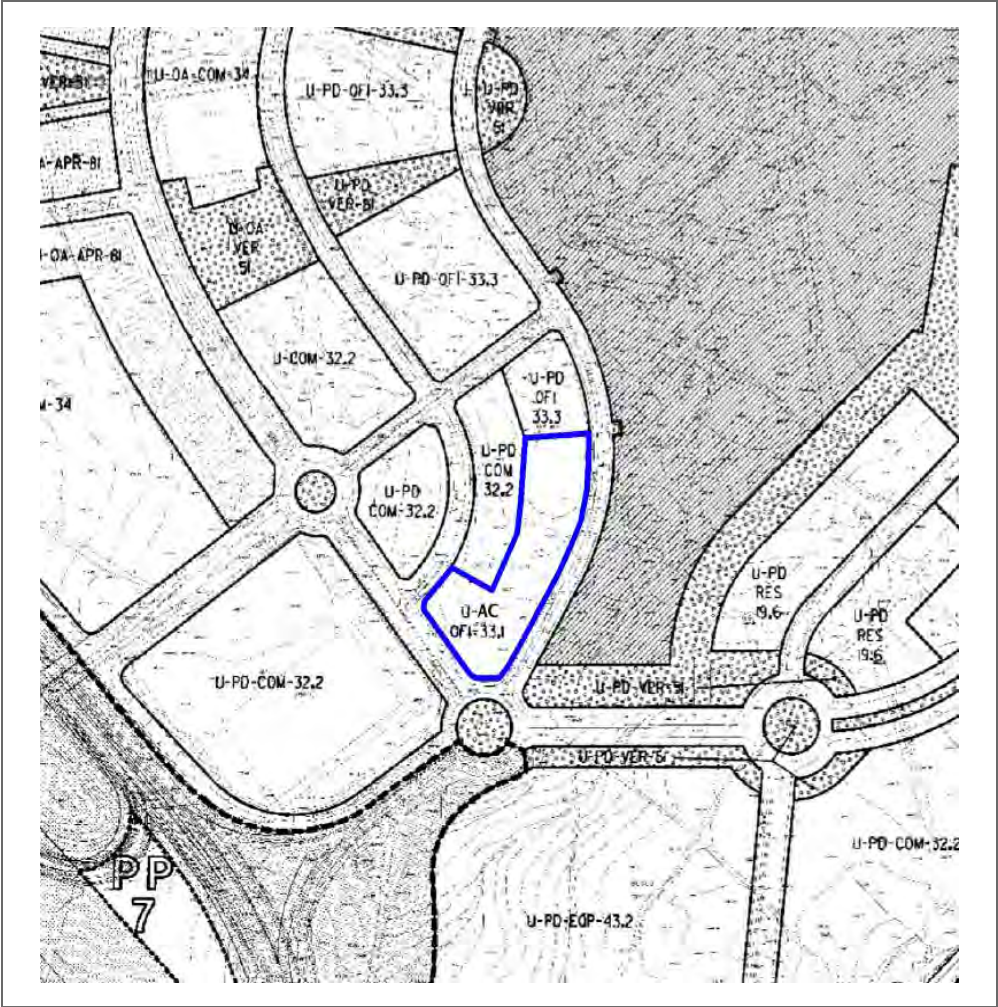 VER-51
U-OA-COM-34
U-PD-OFI-33.3
U-PD
VER
51
A-APR-81
U-PD
VER-51
U-OA
VER
51
I-OA-APR-81
U-PD-OFI-33.3
U-COM-32.2
U-PD
OFI
33.3
M-34
U-PD
COM
32.2
U-PD
COM-32.2
U-AC
OFI-33.1
U-PD
RES
19.6
U-PD
RES
19.6
U-PD-COM-32.2
U-PD-VER-51
U-PD-VER-51
U-PD-COM-32.2
PP
7
U-PD-EQP-43.2